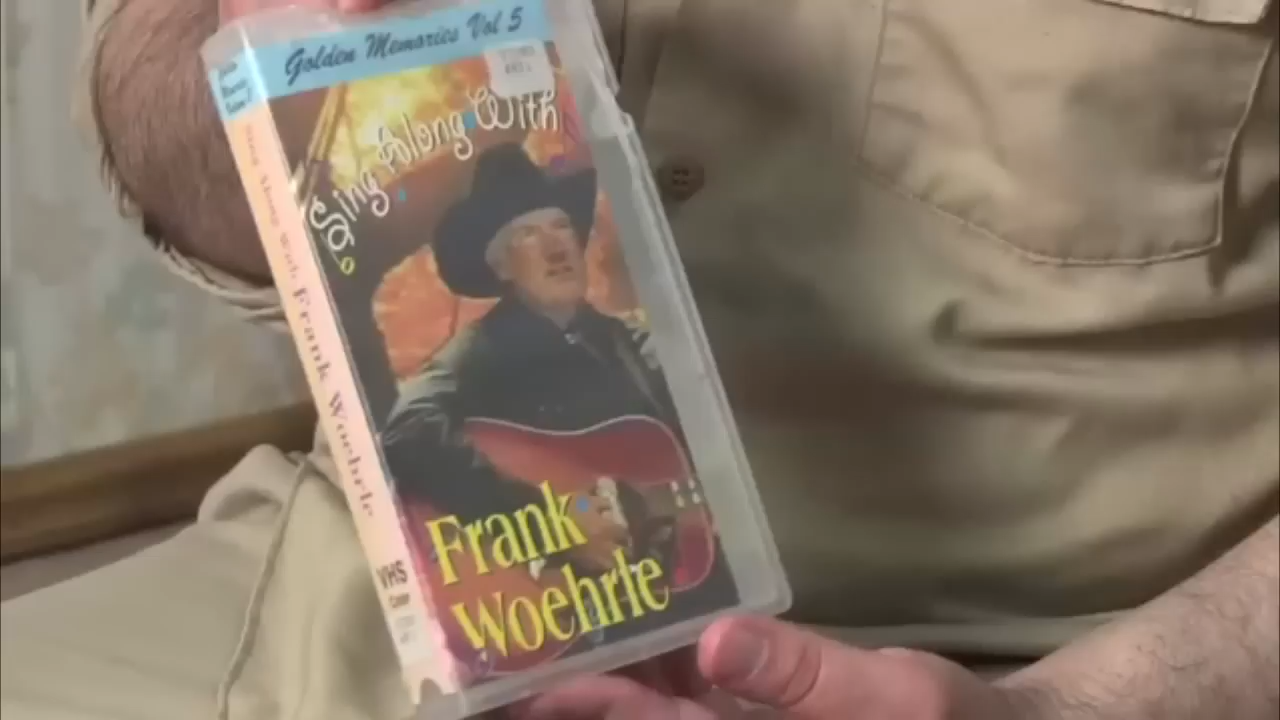 Golden Memories Vol 5
Sing Along With
Frank
Woehrle
Sing Along With Frank Woehrle
VHS